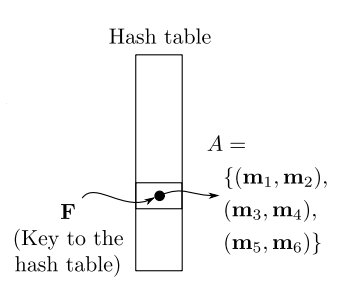 Hash table
A =
{(m₁, m₂),
(m₃, m₄),
(m₅, m₆)}
F
(Key to the
hash table)